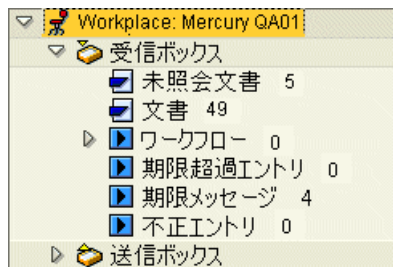 Workplace: Mercury QA01
受信ボックス
未照会文書 5
文書 49
ワークフロー 0
期限超過エントリ 0
期限メッセージ 4
不正エントリ 0
送信ボックス